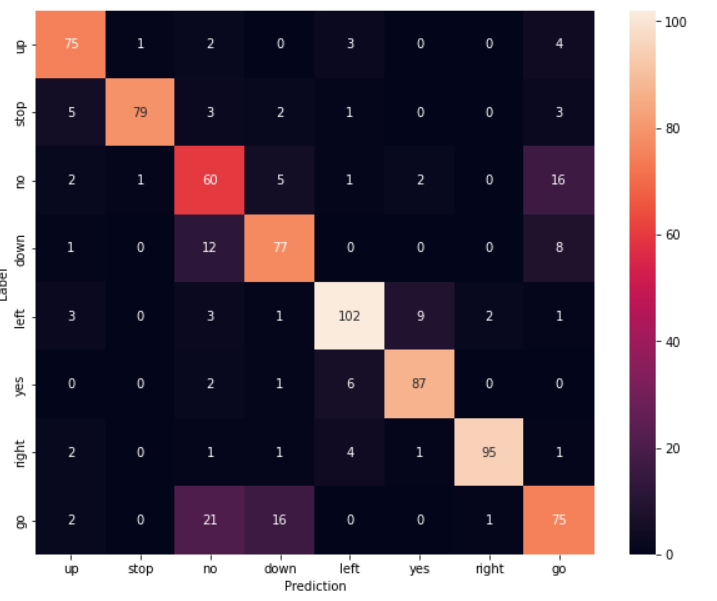 up 75 1 2 0 3 0 0 4
stop 5 79 3 2 1 0 0 3
no 2 1 60 5 1 2 0 16
down 1 0 12 77 0 0 0 8
left 3 0 3 1 102 9 2 1
yes 0 0 2 1 6 87 0 0
right 2 0 1 1 4 1 95 1
go 2 0 21 16 0 0 1 75
up stop no down left yes right go
Prediction
Label
100
80
60
40
20
0